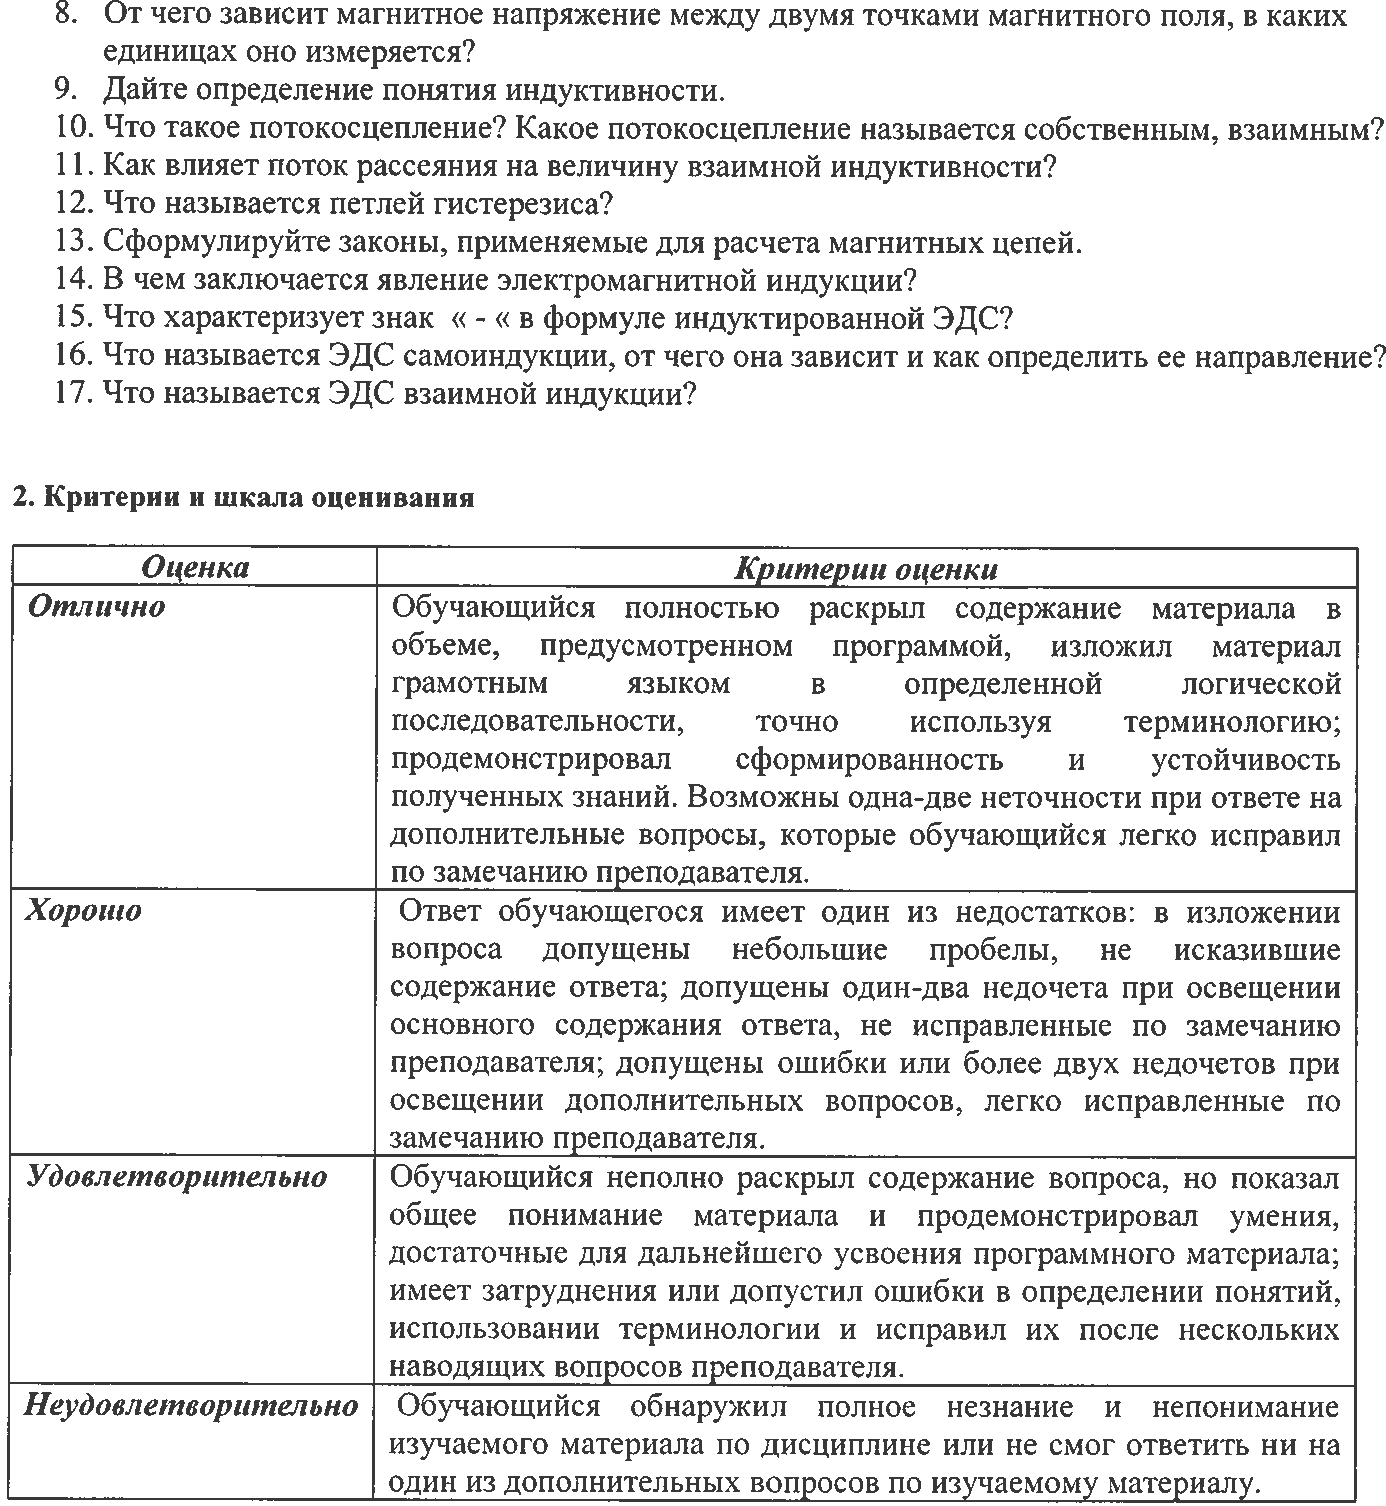 8. От чего зависит магнитное напряжение между двумя точками магнитного поля, в каких
единицах оно измеряется?
9. Дайте определение понятия индуктивности.
10. Что такое потокосцепление? Какое потокосцепление называется собственным, взаимным?
11. Как влияет поток рассеяния на величину взаимной индуктивности?
12. Что называется петлей гистерезиса?
13. Сформулируйте законы, применяемые для расчета магнитных цепей.
14. В чем заключается явление электромагнитной индукции?
15. Что характеризует знак « - « в формуле индуктированной ЭДС?
16. Что называется ЭДС самоиндукции, от чего она зависит и как определить ее направление?
17. Что называется ЭДС взаимной индукции?
2. Критерии и шкала оценивания
Оценка Критерии оценки
Отлично
Обучающийся полностью раскрыл содержание материала в
объеме, предусмотренном программой, изложил материал
грамотным языком в определенной логической
последовательности, точно используя терминологию;
продемонстрировал сформированность и устойчивость
полученных знаний. Возможны одна-две неточности при ответе на
дополнительные вопросы, которые обучающийся легко исправил
по замечанию преподавателя.
Хорошо
Ответ обучающегося имеет один из недостатков: в изложении
вопроса допущены небольшие пробелы, не исказившие
содержание ответа; допущены один-два недочета при освещении
основного содержания ответа, не исправленные по замечанию
преподавателя; допущены ошибки или более двух недочетов при
освещении дополнительных вопросов, легко исправленные по
замечанию преподавателя.
Удовлетворительно
Обучающийся неполно раскрыл содержание вопроса, но показал
общее понимание материала и продемонстрировал умения,
достаточные для дальнейшего усвоения программного материала;
имеет затруднения или допустил ошибки в определении понятий,
использовании терминологии и исправил их после нескольких
наводящих вопросов преподавателя.
Неудовлетворительно
Обучающийся обнаружил полное незнание и непонимание
изучаемого материала по дисциплине или не смог ответить ни на
один из дополнительных вопросов по изучаемому материалу.